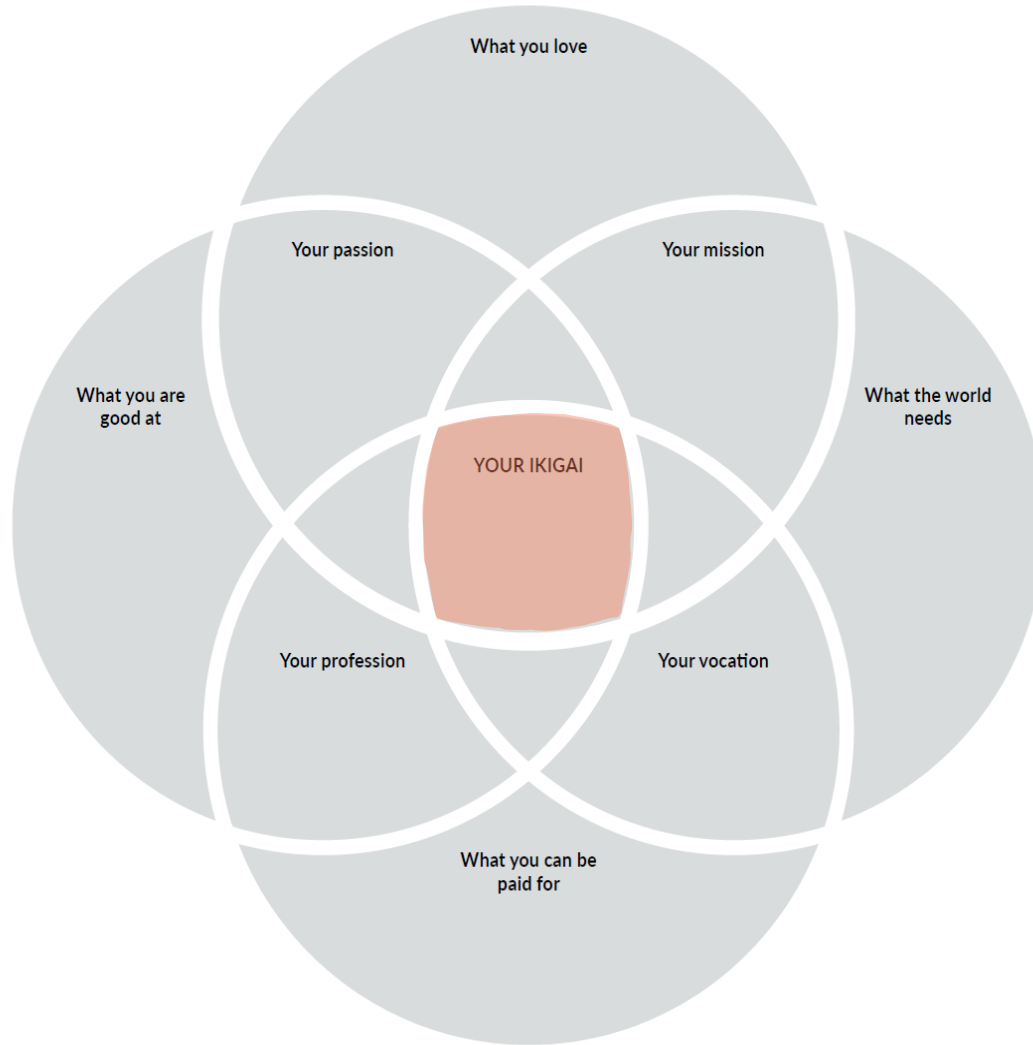 What you love
Your passion
Your mission
What you are
good at
What the world
needs
YOUR IKIGAI
Your profession
Your vocation
What you can be
paid for